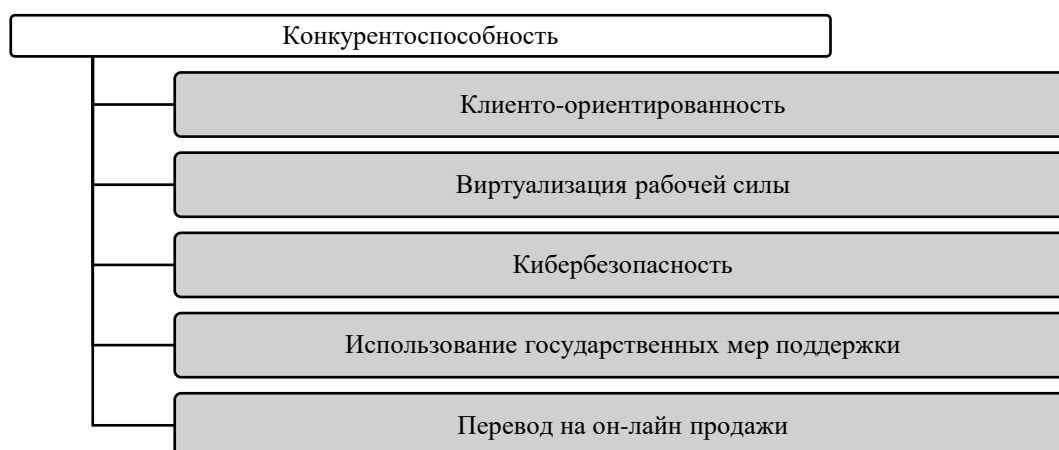 Конкурентоспособность
Клиенто-ориентированность
Виртуализация рабочей силы
Кибербезопасность
Использование государственных мер поддержки
Перевод на он-лайн продажи